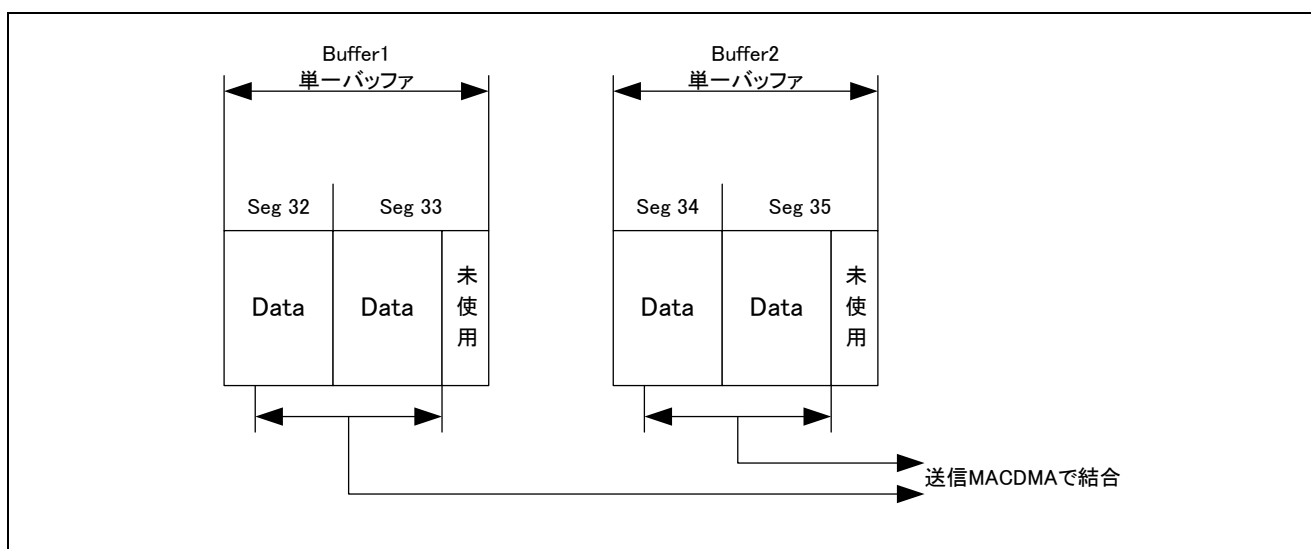 Buffer1
単一バッファ
Buffer2
単一バッファ
Seg 32
Seg 33
Seg 34
Seg 35
Data
Data
未使用
Data
Data
未使用
送信MACDMAで結合